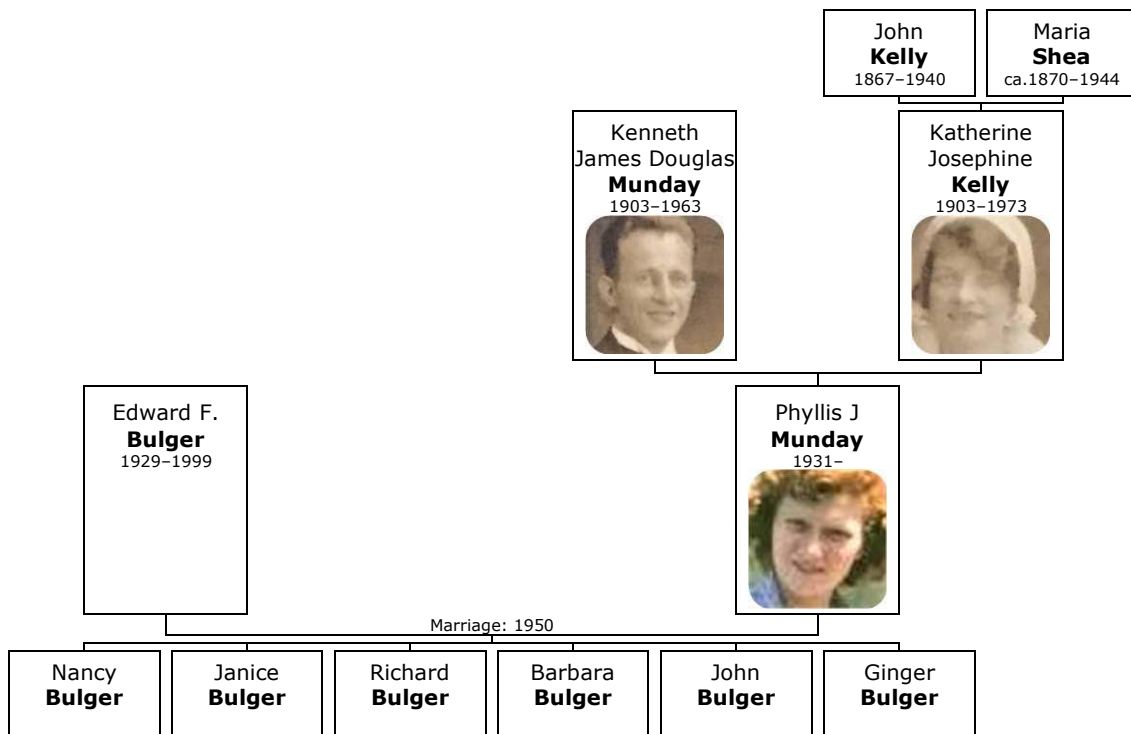 John
Kelly
1867–1940
Maria
Shea
ca.1870–1944
Kenneth
James Douglas
Munday
1903–1963
Katherine
Josephine
Kelly
1903–1973
Edward F.
Bulger
1929–1999
Phyllis J
Munday
1931–
Marriage: 1950
Nancy
Bulger
Janice
Bulger
Richard
Bulger
Barbara
Bulger
John
Bulger
Ginger
Bulger